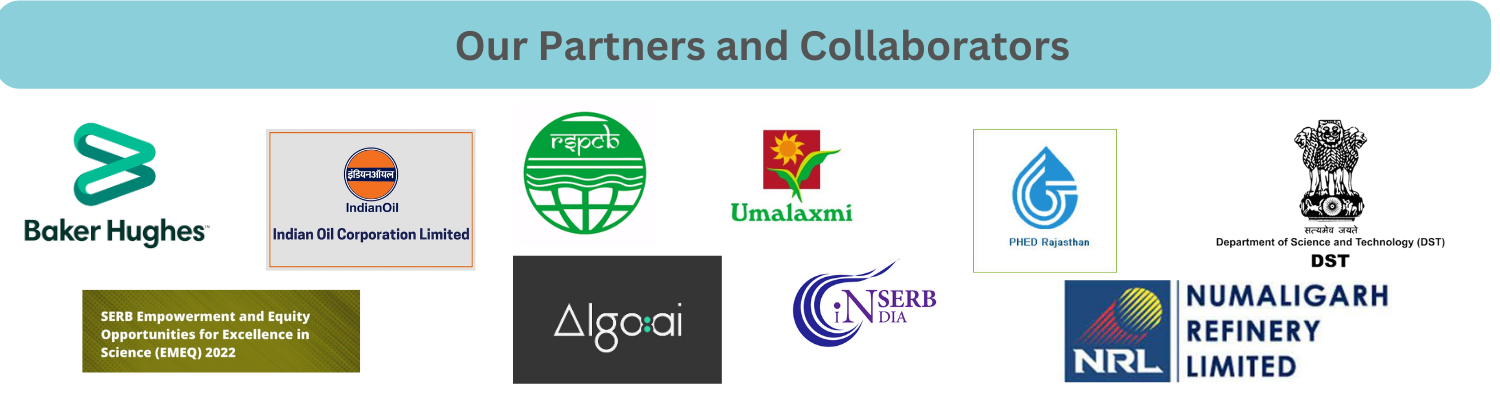 Our Partners and Collaborators
Baker Hughes
इंडियनऑयल
IndianOil
Indian Oil Corporation Limited
rspcb
Umalaxmi
PHED Rajasthan
सत्यमेव जयते
Department of Science and Technology (DST)
DST
SERB Empowerment and Equity
Opportunities for Excellence in
Science (EMEQ) 2022
Algo:ai
iNSERB
DIA
NRL
NUMALIGARH
REFINERY
LIMITED